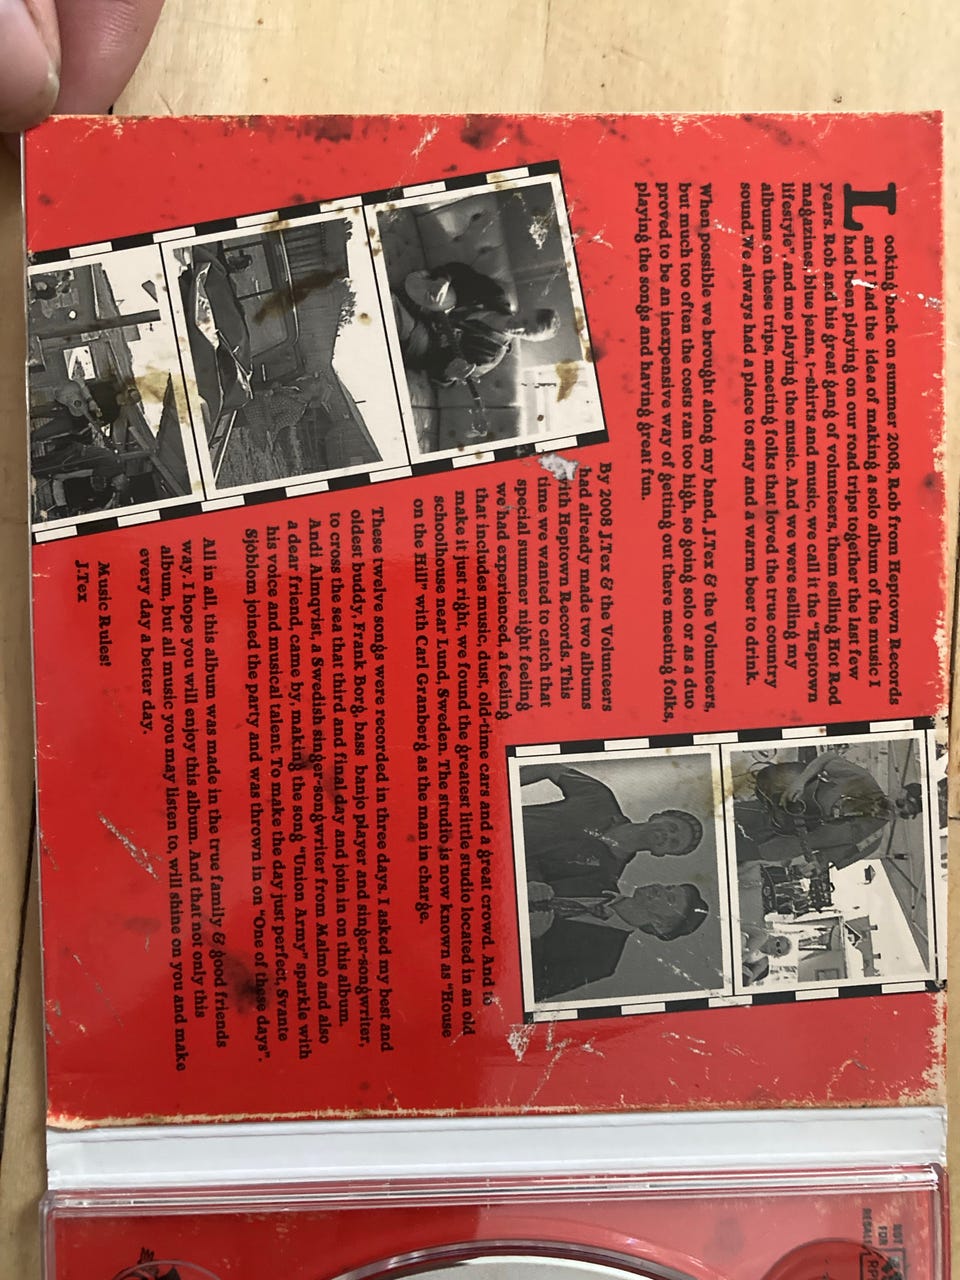 Looking back on summer 2008, Rob from Heptown Records
and I had the idea of making a solo album of the music I
had been playing on our road trips together the last few
years. Rob and his great gang of volunteers, them selling Hot Rod
magazines, blue jeans, t-shirts and music, we call it the "Heptown
lifestyle", and me playing the music. And we were selling my
albums on these trips, meeting folks that loved the true country
sound. We always had a place to stay and a warm beer to drink.
When possible we brought along my band, J.Tex & the Volunteers,
but much too often the costs ran too high, so going solo or as a duo
proved to be an inexpensive way of getting out there meeting folks,
playing the songs and having great fun.
By 2008 J.Tex & the Volunteers
had already made two albums
with Heptown Records. This
time we wanted to catch that
special summer night feeling
we had experienced, a feeling
that includes music, dust, old-time cars and a great crowd. And to
make it just right, we found the greatest little studio located in an old
schoolhouse near Lund, Sweden. The studio is now known as "House
on the Hill" with Carl Granberg as the man in charge.
These twelve songs were recorded in three days. I asked my best and
oldest buddy, Frank Borg, bass banjo player and singer-songwriter,
to cross the sea that third and final day and join in on this album.
Andi Almqvist, a Swedish singer-songwriter from Malmö and also
a dear friend, came by, making the song "Union Army" sparkle with
his voice and musical talent. To make the day just perfect, Svante
Sjöblom joined the party and was thrown in on "One of these days".
All in all, this album was made in the true family & good friends
way. I hope you will enjoy this album. And that not only this
album, but all music you may listen to, will shine on you and make
every day a better day.
Music Rules!
J.Tex
NOT
FOR
RESALE